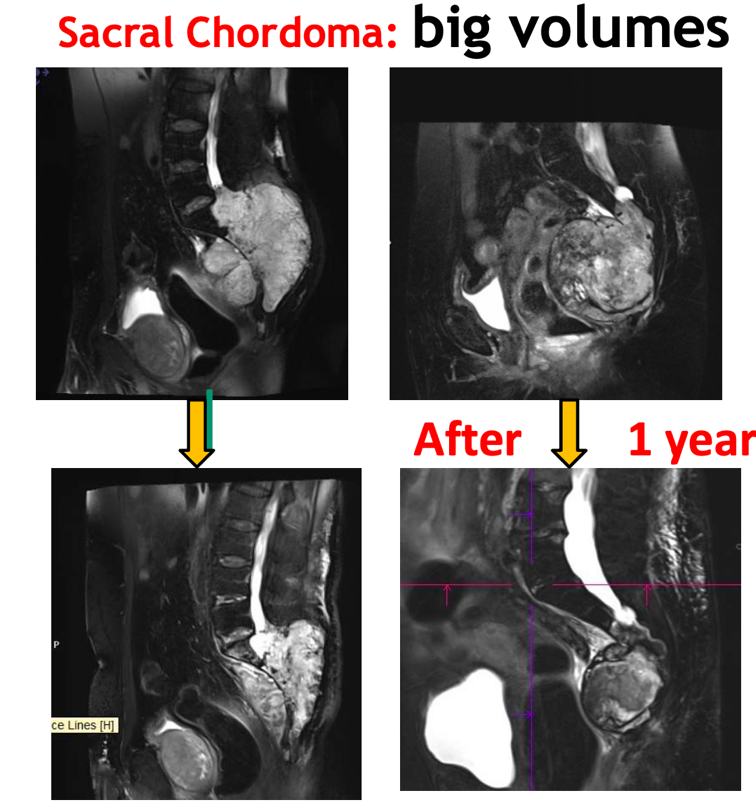 Sacral Chordoma: big volumes
After 1 year
P
ce Lines [H]